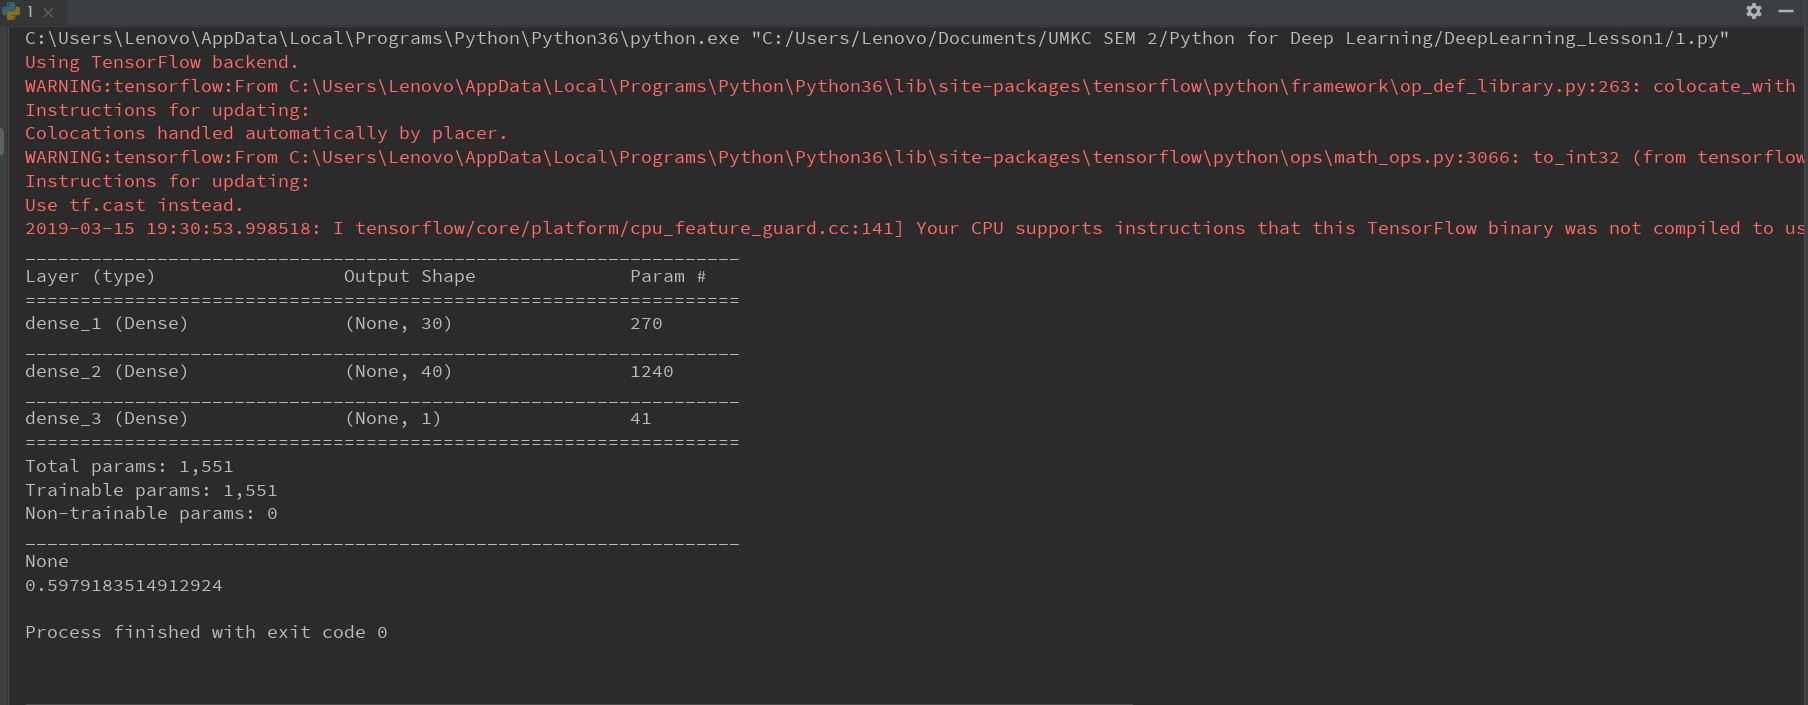 1
C:\Users\Lenovo\AppData\Local\Programs\Python\Python36\python.exe "C:/Users/Lenovo/Documents/UMKC SEM 2/Python for Deep Learning/DeepLearning_Lesson1/1.py"
Using TensorFlow backend.
WARNING:tensorflow:From C:\Users\Lenovo\AppData\Local\Programs\Python\Python36\lib\site-packages\tensorflow\python\framework\op_def_library.py:263: colocate_with
Instructions for updating:
Colocations handled automatically by placer.
WARNING:tensorflow:From C:\Users\Lenovo\AppData\Local\Programs\Python\Python36\lib\site-packages\tensorflow\python\ops\math_ops.py:3066: to_int32 (from tensorflow
Instructions for updating:
Use tf.cast instead.
2019-03-15 19:30:53.998518: I tensorflow/core/platform/cpu_feature_guard.cc:141] Your CPU supports instructions that this TensorFlow binary was not compiled to us
_________________________________________________________________
Layer (type)                 Output Shape              Param #
=================================================================
dense_1 (Dense)              (None, 30)                270
_________________________________________________________________
dense_2 (Dense)              (None, 40)                1240
_________________________________________________________________
dense_3 (Dense)              (None, 1)                 41
=================================================================
Total params: 1,551
Trainable params: 1,551
Non-trainable params: 0
_________________________________________________________________
None
0.5979183514912924
Process finished with exit code 0